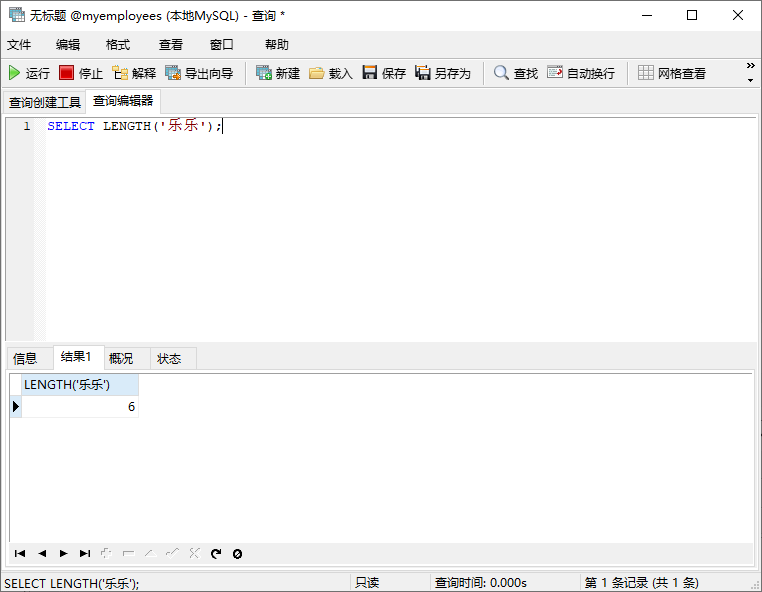 无标题 @myemployees (本地MySQL) - 查询 *
文件 编辑 格式 查看 窗口 帮助
运行 停止 解释 导出向导 新建 载入 保存 另存为 查找 自动换行 网格查看
查询创建工具 查询编辑器
1 SELECT LENGTH('乐乐');
信息 结果1 概况 状态
LENGTH('乐乐')
6
SELECT LENGTH('乐乐'); 只读 查询时间: 0.000s 第 1 条记录 (共 1 条)